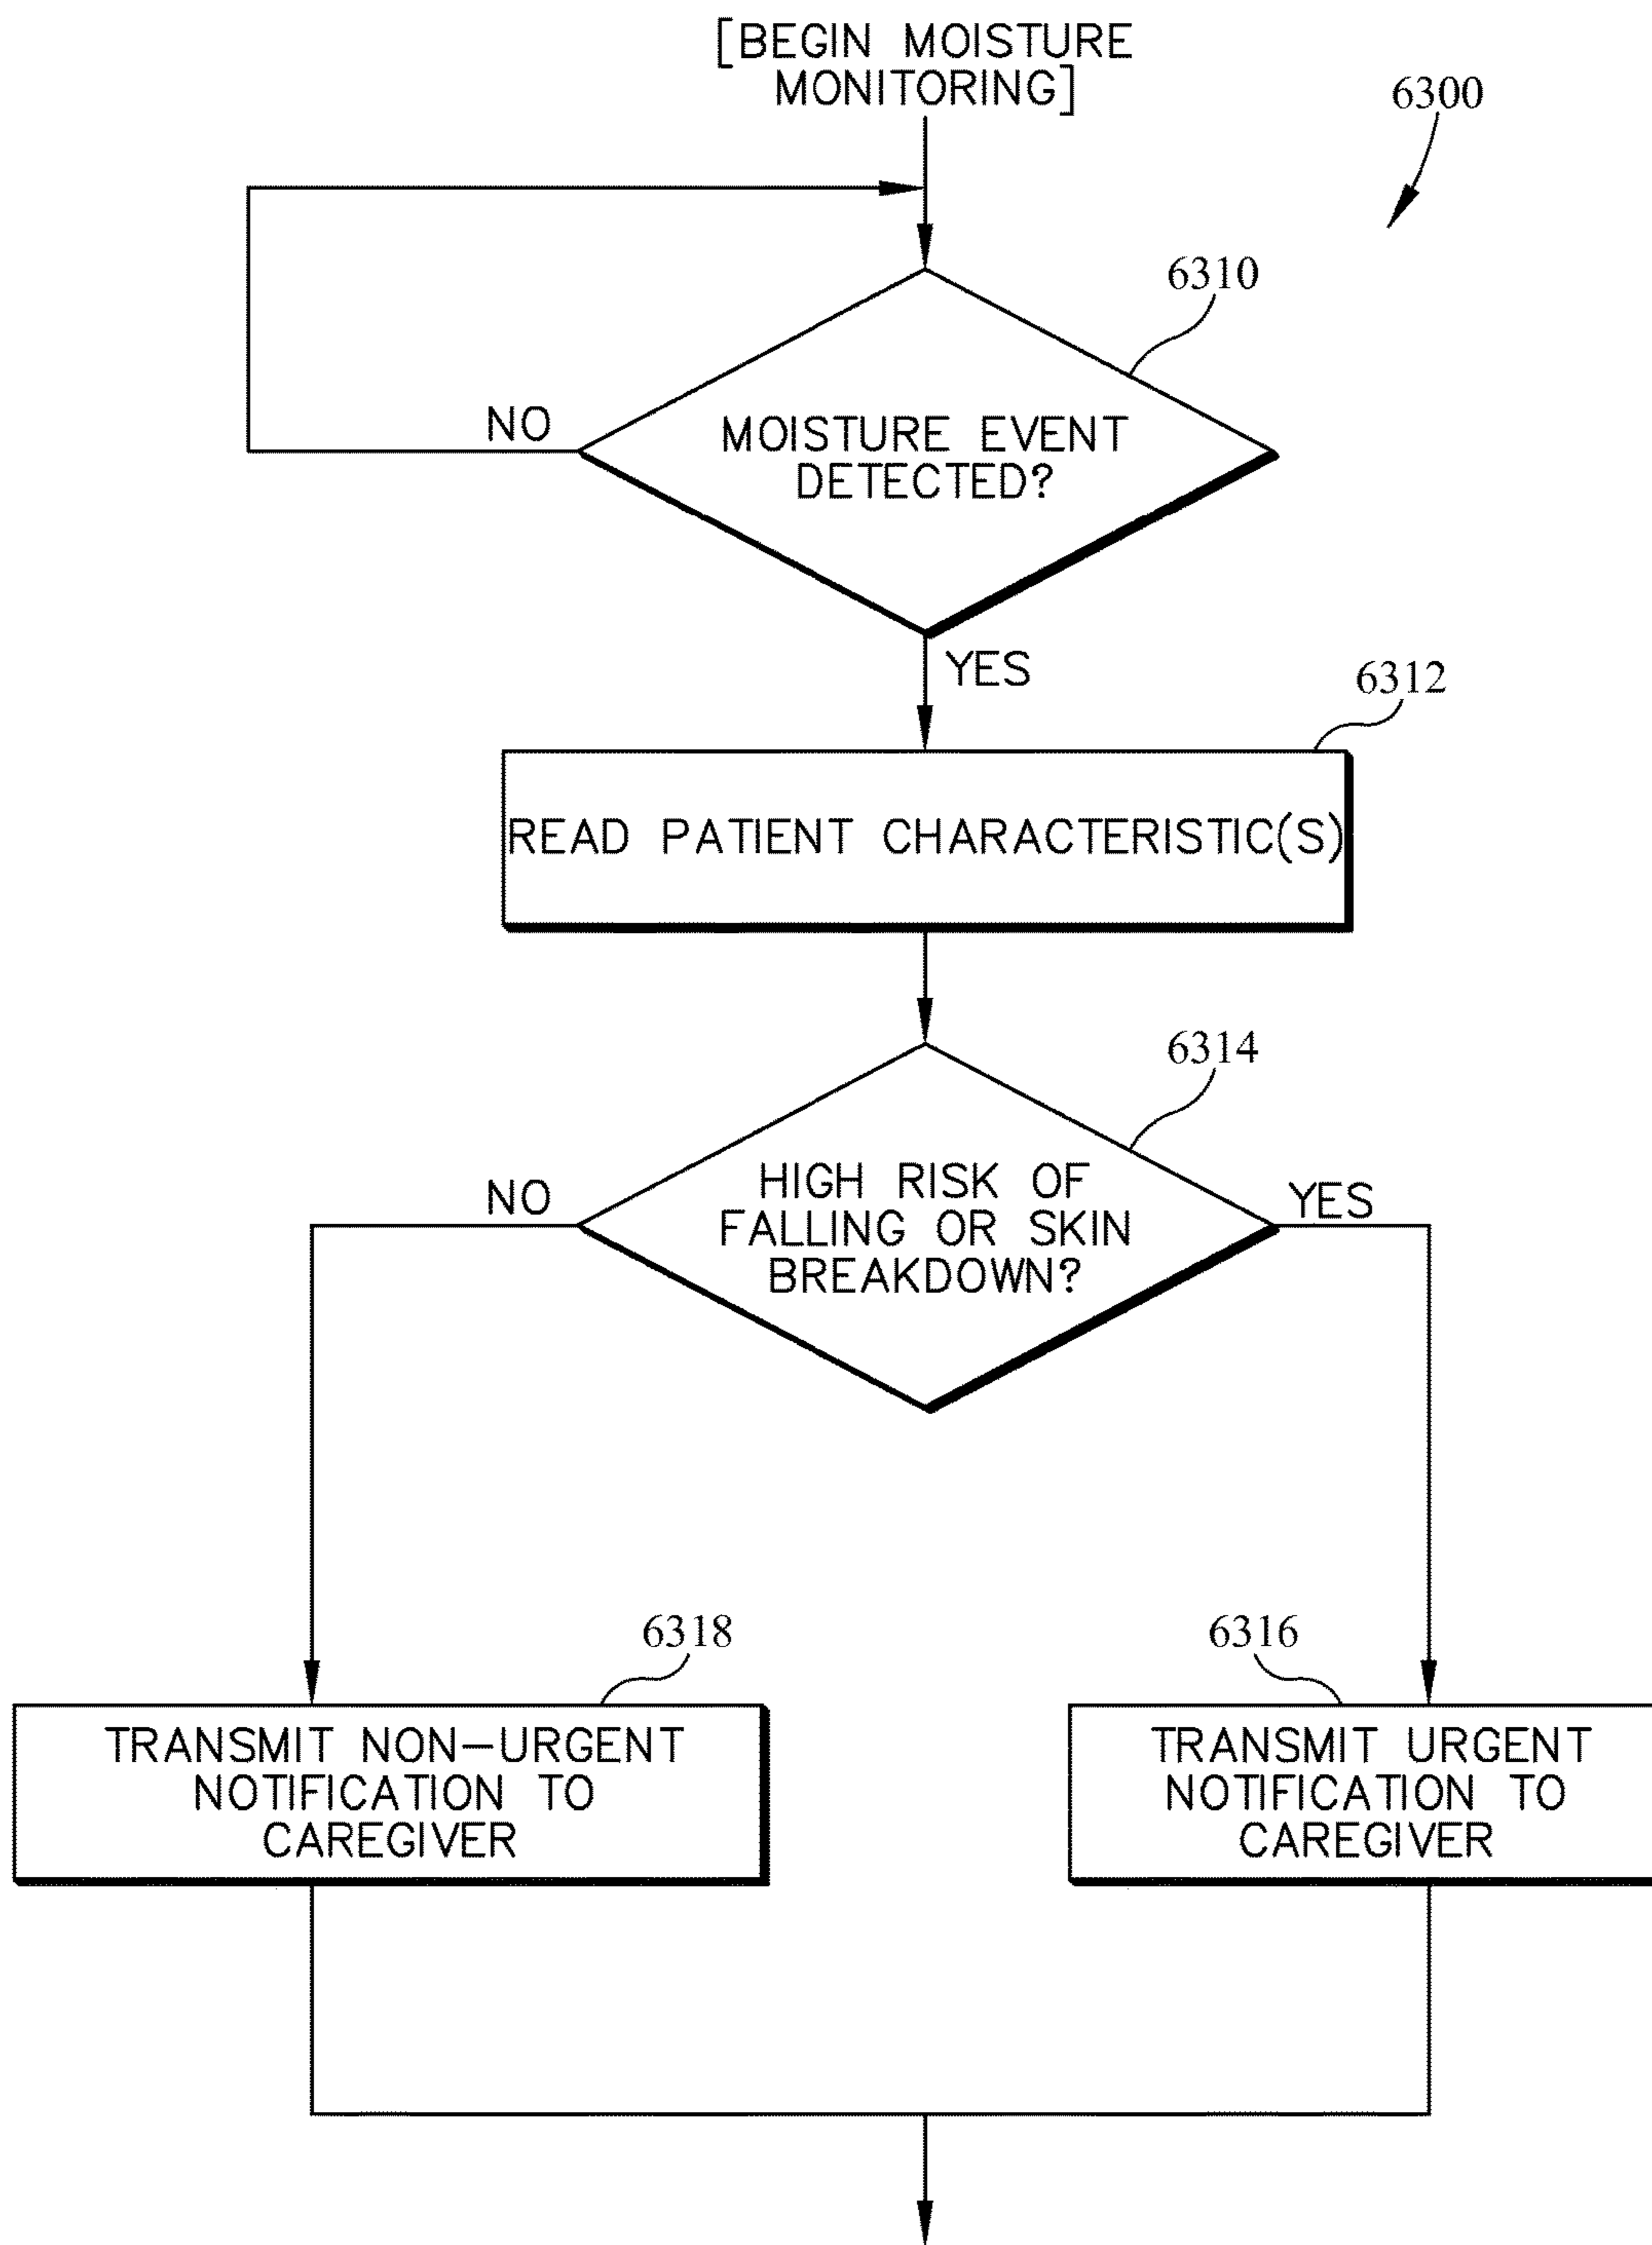 [BEGIN MOISTURE
MONITORING]
6300
6310
NO
MOISTURE EVENT
DETECTED?
YES
6312
READ PATIENT CHARACTERISTIC(S)
6314
NO
HIGH RISK OF
FALLING OR SKIN
BREAKDOWN?
YES
6318
6316
TRANSMIT NON-URGENT
NOTIFICATION TO
CAREGIVER
TRANSMIT URGENT
NOTIFICATION TO
CAREGIVER